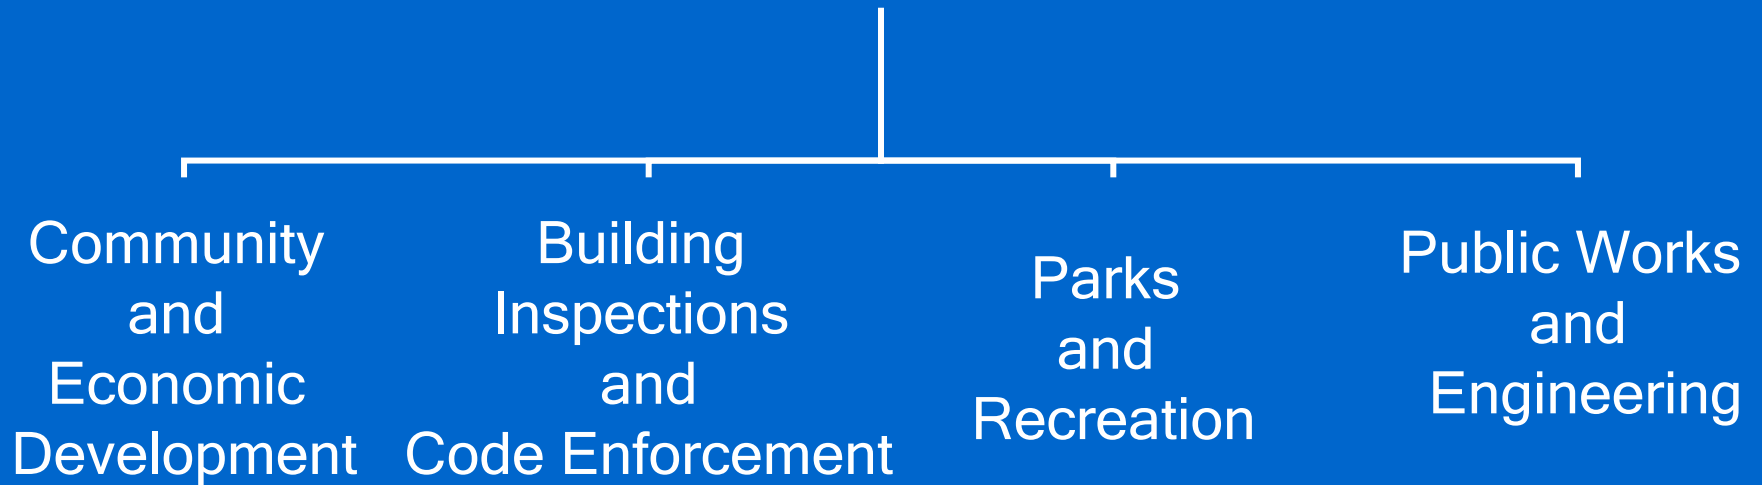 Community
and
Economic
Development
Building
Inspections
and
Code Enforcement
Parks
and
Recreation
Public Works
and
Engineering